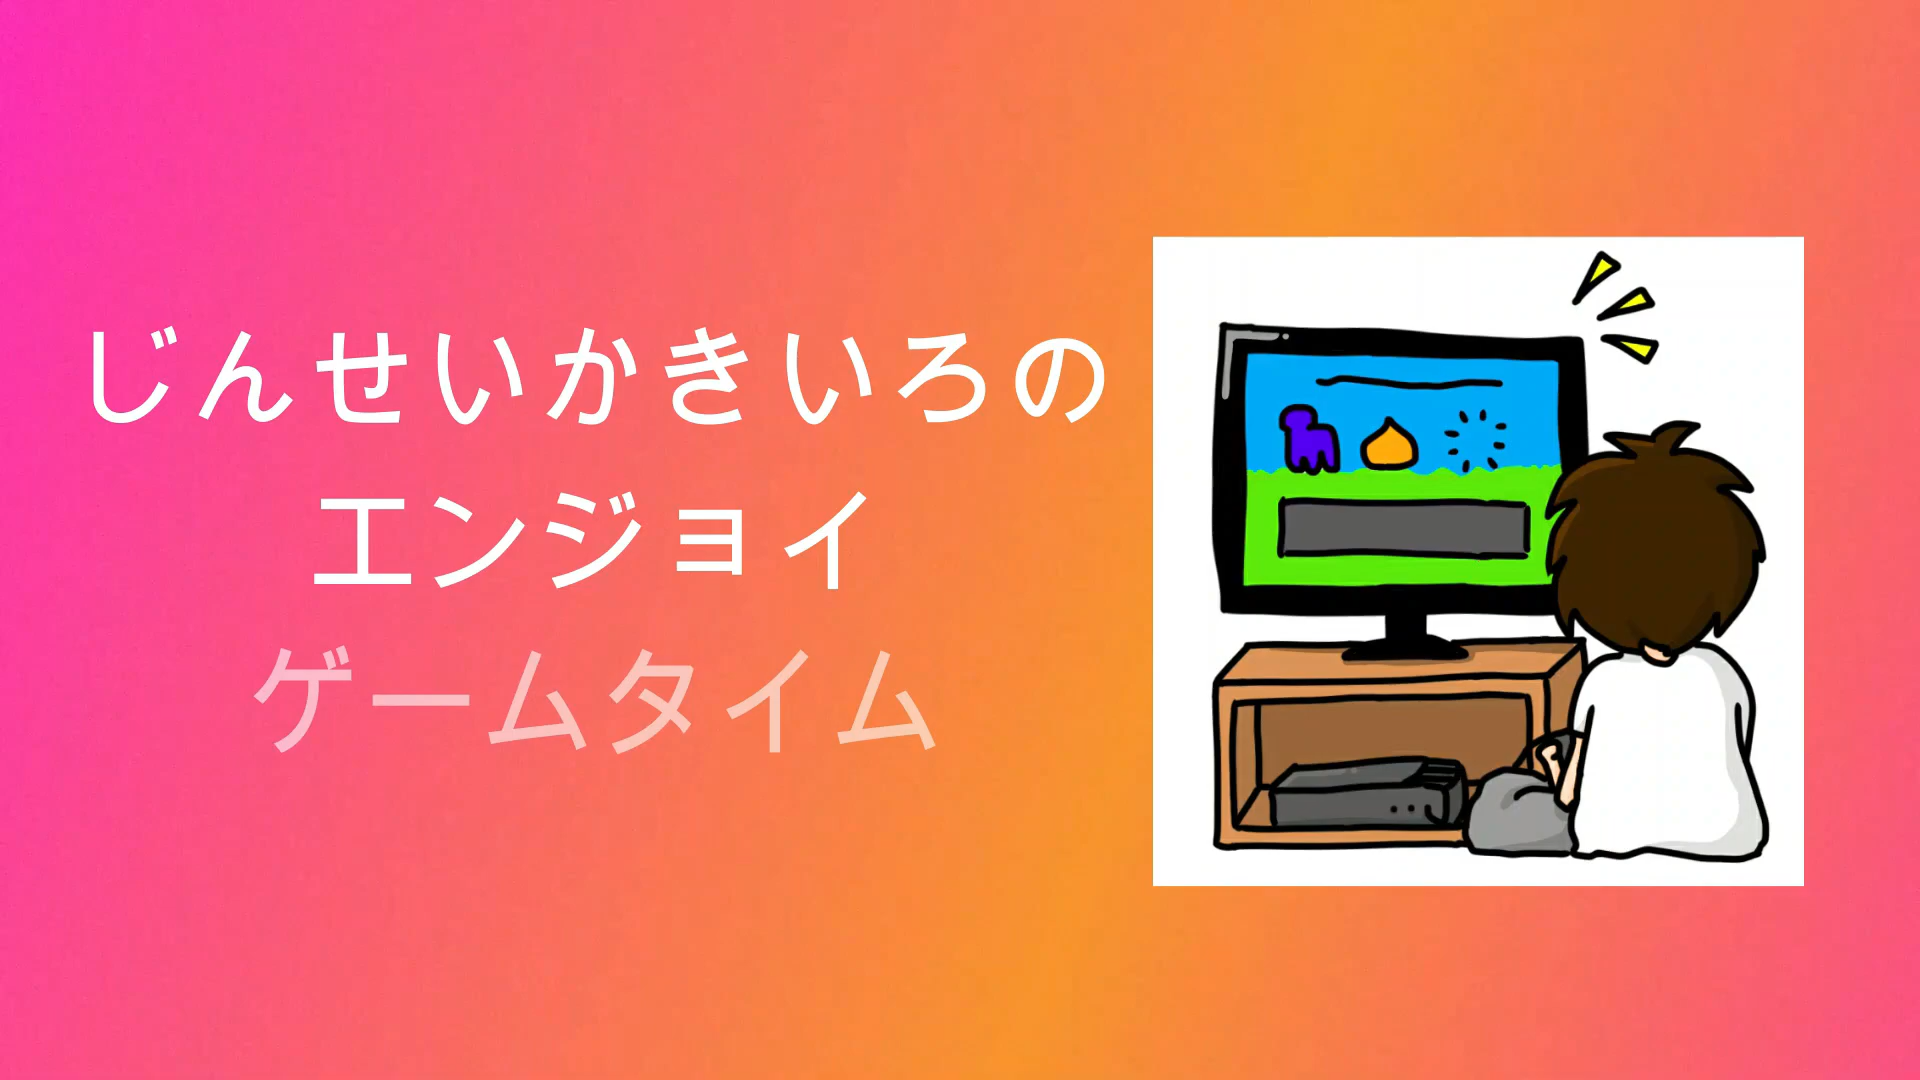 じんせいかきいろの
エンジョイ
ゲームタイム